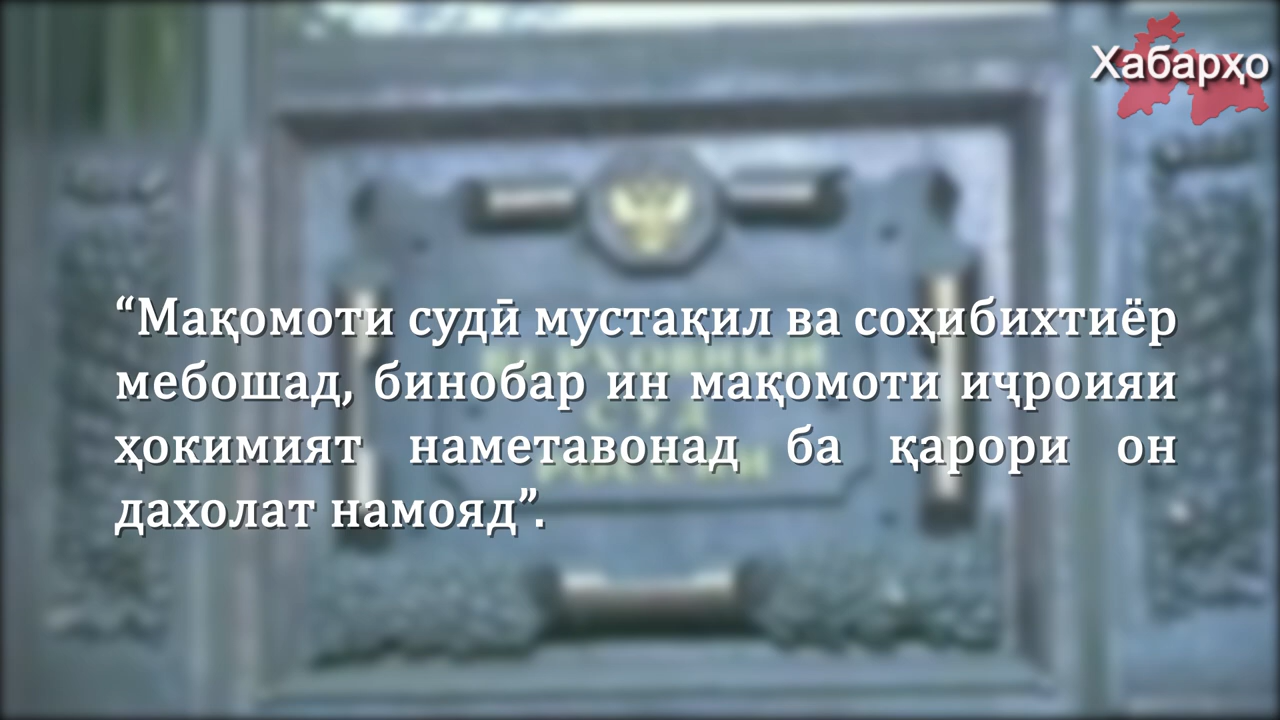 Хабарҳо
“Мақомоти судӣ мустақил ва соҳибихтиёр
мебошад, бинобар ин мақомоти иҷроияи
ҳокимият наметавонад ба қарори он
дахолат намояд”.